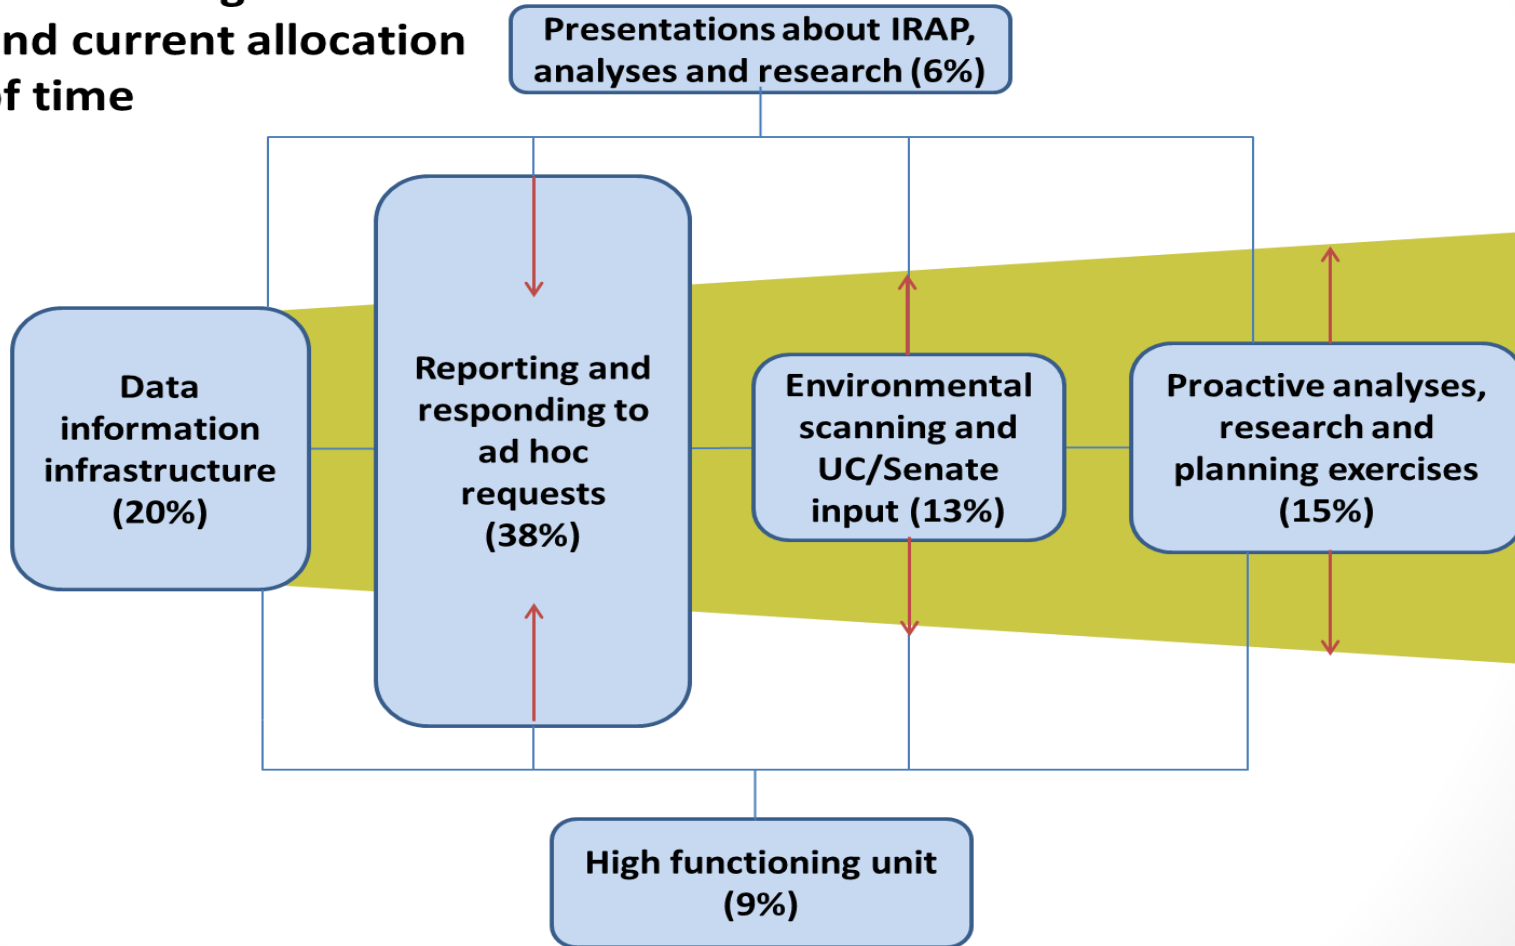 nd current allocation
of time
Presentations about IRAP,
analyses and research (6%)
Data
information
infrastructure
(20%)
Reporting and
responding to
ad hoc
requests
(38%)
Environmental
scanning and
UC/Senate
input (13%)
Proactive analyses,
research and
planning exercises
(15%)
High functioning unit
(9%)